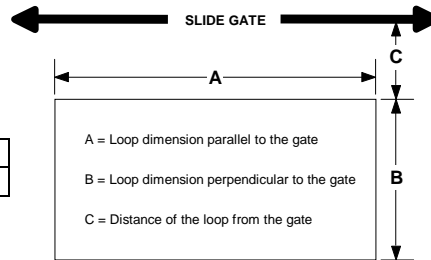 SLIDE GATE
A
C
A = Loop dimension parallel to the gate
B = Loop dimension perpendicular to the gate
B
C = Distance of the loop from the gate